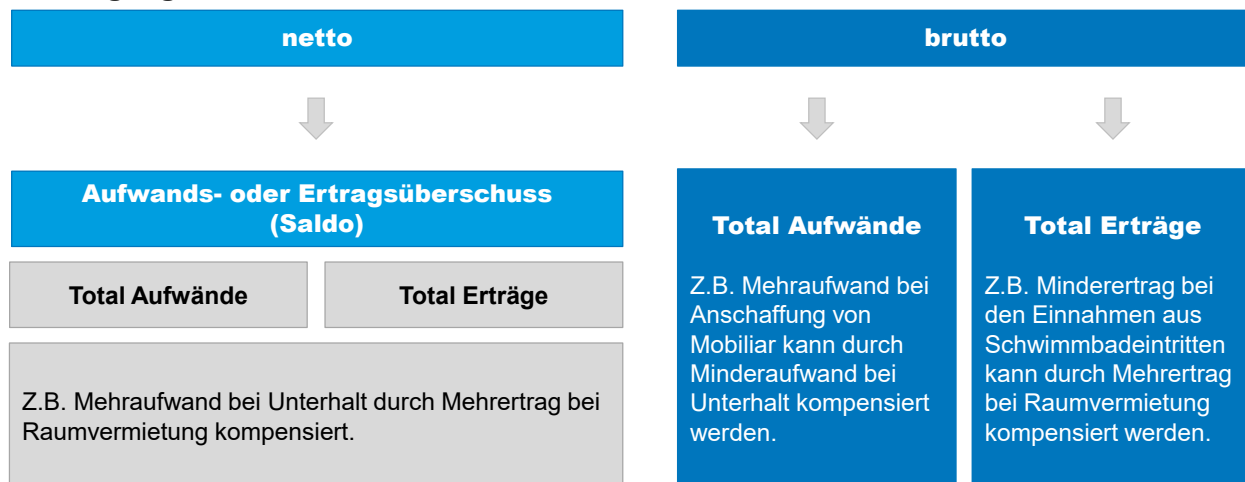 netto
Aufwands- oder Ertragsüberschuss
(Saldo)
Total Aufwände
Total Erträge
Z.B. Mehraufwand bei Unterhalt durch Mehrertrag bei
Raumvermietung kompensiert.
brutto
Total Aufwände
Z.B. Mehraufwand bei
Anschaffung von
Mobiliar kann durch
Minderaufwand bei
Unterhalt kompensiert
werden.
Total Erträge
Z.B. Minderertrag bei
den Einnahmen aus
Schwimmbadeintritten
kann durch Mehrertrag
bei Raumvermietung
kompensiert werden.